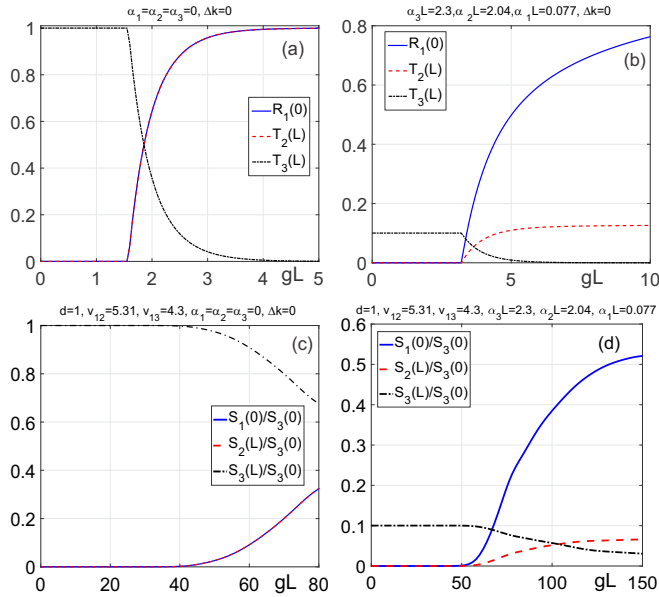 α₁=α₂=α₃=0, Δk=0
(a)
R₁(0)
T₂(L)
T₃(L)
1
0.8
0.6
0.4
0.2
0
0 1 2 3 4 5
gL
α₃L=2.3,α ₂L=2.04,α ₁L=0.077, Δk=0
(b)
R₁(0)
T₂(L)
T₃(L)
0.8
0.6
0.4
0.2
0
0 5 10
gL
d=1, v₁₂=5.31, v₁₃=4.3, α₁=α₂=α₃=0, Δk=0
(c)
S₁(0)/S₃(0)
S₂(L)/S₃(0)
S₃(L)/S₃(0)
1
0.8
0.6
0.4
0.2
0
0 20 40 60 80
gL
d=1, v₁₂=5.31, v₁₃=4.3, α₃L=2.3, α₂L=2.04, α₁L=0.077
(d)
S₁(0)/S₃(0)
S₂(L)/S₃(0)
S₃(L)/S₃(0)
0.6
0.5
0.4
0.3
0.2
0.1
0
0 50 100 150
gL